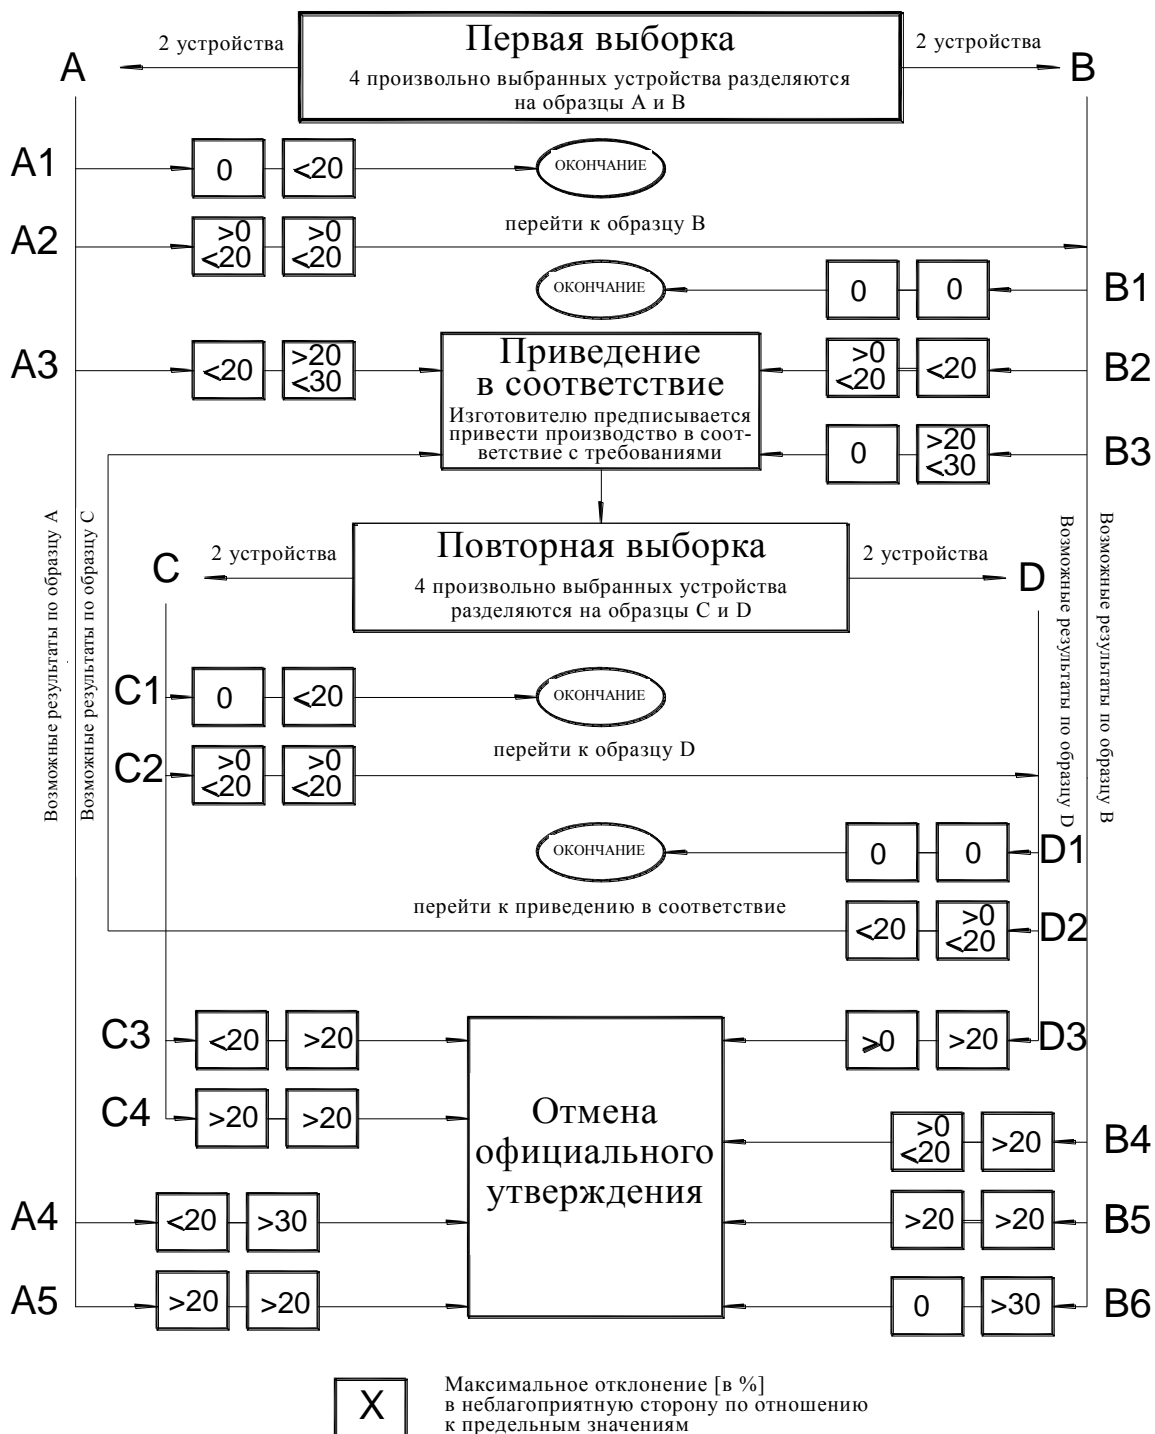 Первая выборка
4 произвольно выбранных устройства разделяются
на образцы А и В
2 устройства
2 устройства
A
B
A1
0
<20
ОКОНЧАНИЕ
A2
>0
<20
>0
<20
перейти к образцу В
ОКОНЧАНИЕ
0
0
B1
A3
<20
>20
<30
Приведение
в соответствие
Изготовителю предписывается
привести производство в соот-
ветствие с требованиями
>0
<20
<20
B2
0
>20
<30
B3
Возможные результаты по образцу А
Возможные результаты по образцу С
Возможные результаты по образцу D
Возможные результаты по образцу В
Повторная выборка
4 произвольно выбранных устройства
разделяются на образцы С и D
2 устройства
2 устройства
C
D
C1
0
<20
ОКОНЧАНИЕ
C2
>0
<20
>0
<20
перейти к образцу D
ОКОНЧАНИЕ
0
0
D1
перейти к приведению в соответствие
<20
>0
<20
D2
C3
<20
>20
Отмена
официального
утверждения
>0
>20
D3
C4
>20
>20
>0
<20
>20
B4
A4
<20
>30
>20
>20
B5
A5
>20
>20
0
>30
B6
X
Максимальное отклонение [в %]
в неблагоприятную сторону по отношению
к предельным значениям